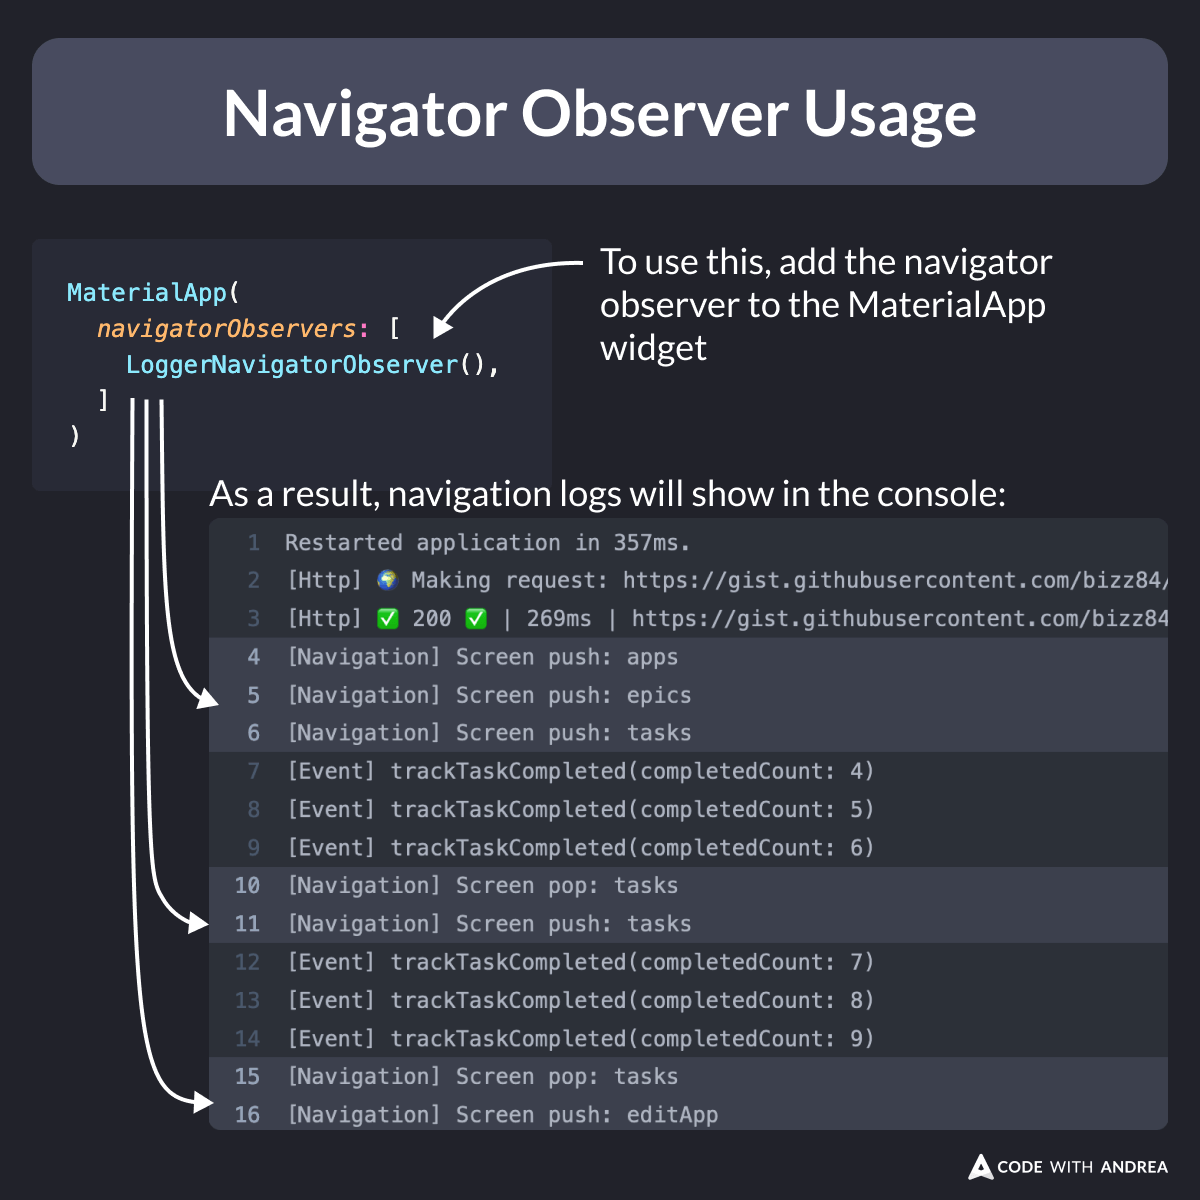 Navigator Observer Usage
MaterialApp(
navigatorObservers: [
LoggerNavigatorObserver(),
]
)
To use this, add the navigator
observer to the MaterialApp
widget
As a result, navigation logs will show in the console:
1 Restarted application in 357ms.
2 [Http] 🌍 Making request: https://gist.githubusercontent.com/bizz84/
3 [Http] ✅ 200 ✅ | 269ms | https://gist.githubusercontent.com/bizz84
4 [Navigation] Screen push: apps
5 [Navigation] Screen push: epics
6 [Navigation] Screen push: tasks
7 [Event] trackTaskCompleted(completedCount: 4)
8 [Event] trackTaskCompleted(completedCount: 5)
9 [Event] trackTaskCompleted(completedCount: 6)
10 [Navigation] Screen pop: tasks
11 [Navigation] Screen push: tasks
12 [Event] trackTaskCompleted(completedCount: 7)
13 [Event] trackTaskCompleted(completedCount: 8)
14 [Event] trackTaskCompleted(completedCount: 9)
15 [Navigation] Screen pop: tasks
16 [Navigation] Screen push: editApp
CODE WITH ANDREA